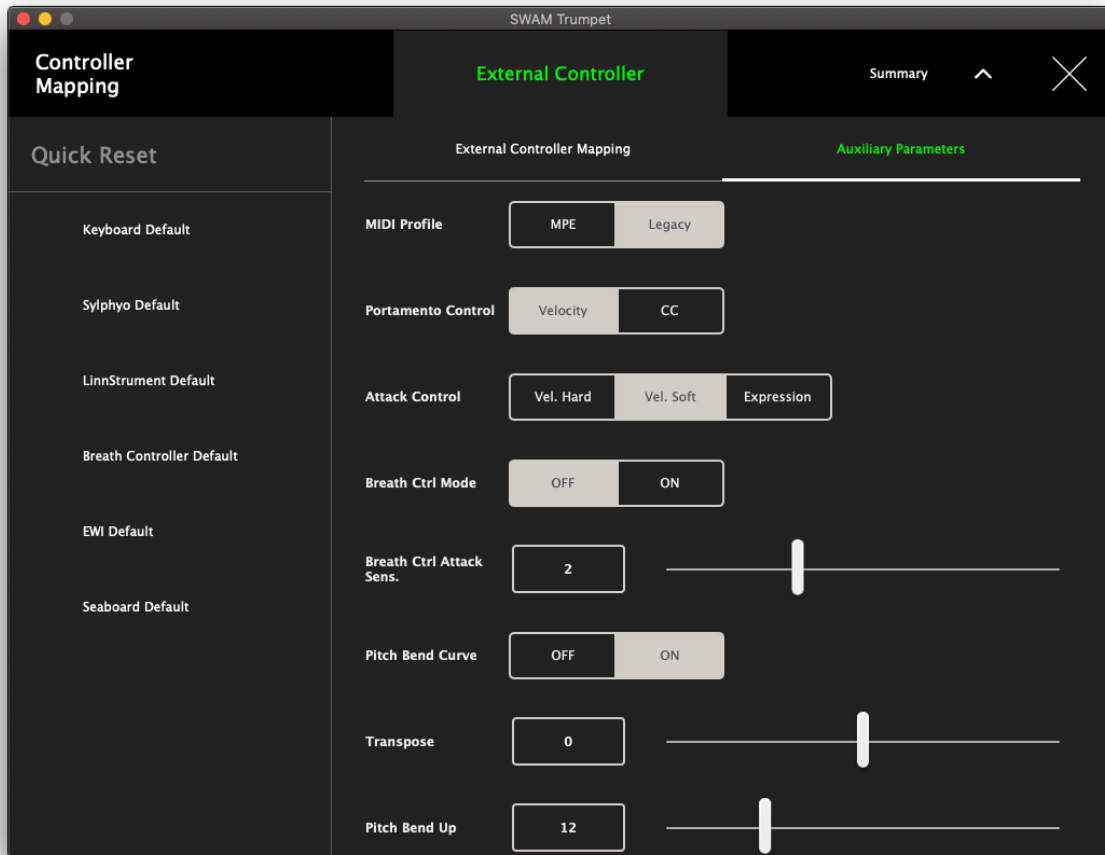 SWAM Trumpet
Controller
Mapping
External Controller
Summary
Quick Reset
Keyboard Default
Sylphyo Default
LinnStrument Default
Breath Controller Default
EWI Default
Seaboard Default
External Controller Mapping
Auxiliary Parameters
MIDI Profile
MPE
Legacy
Portamento Control
Velocity
CC
Attack Control
Vel. Hard
Vel. Soft
Expression
Breath Ctrl Mode
OFF
ON
Breath Ctrl Attack
Sens.
2
Pitch Bend Curve
OFF
ON
Transpose
0
Pitch Bend Up
12